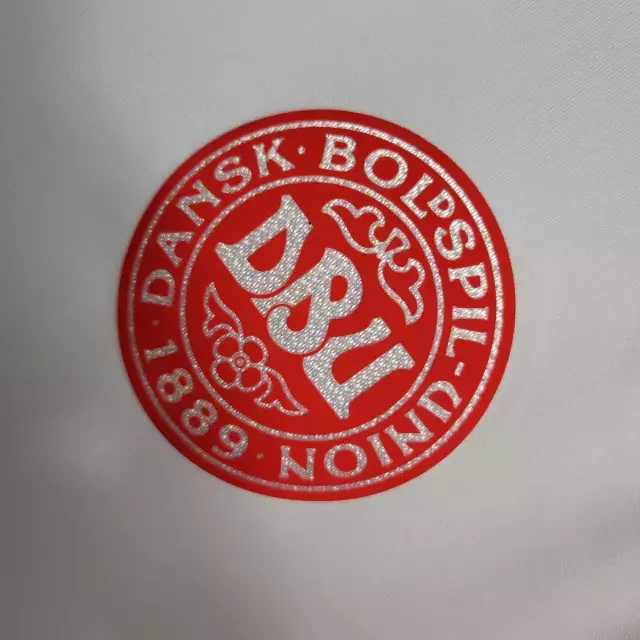 · DANSK · BOLDSPIL-UNION · 1889
DBU